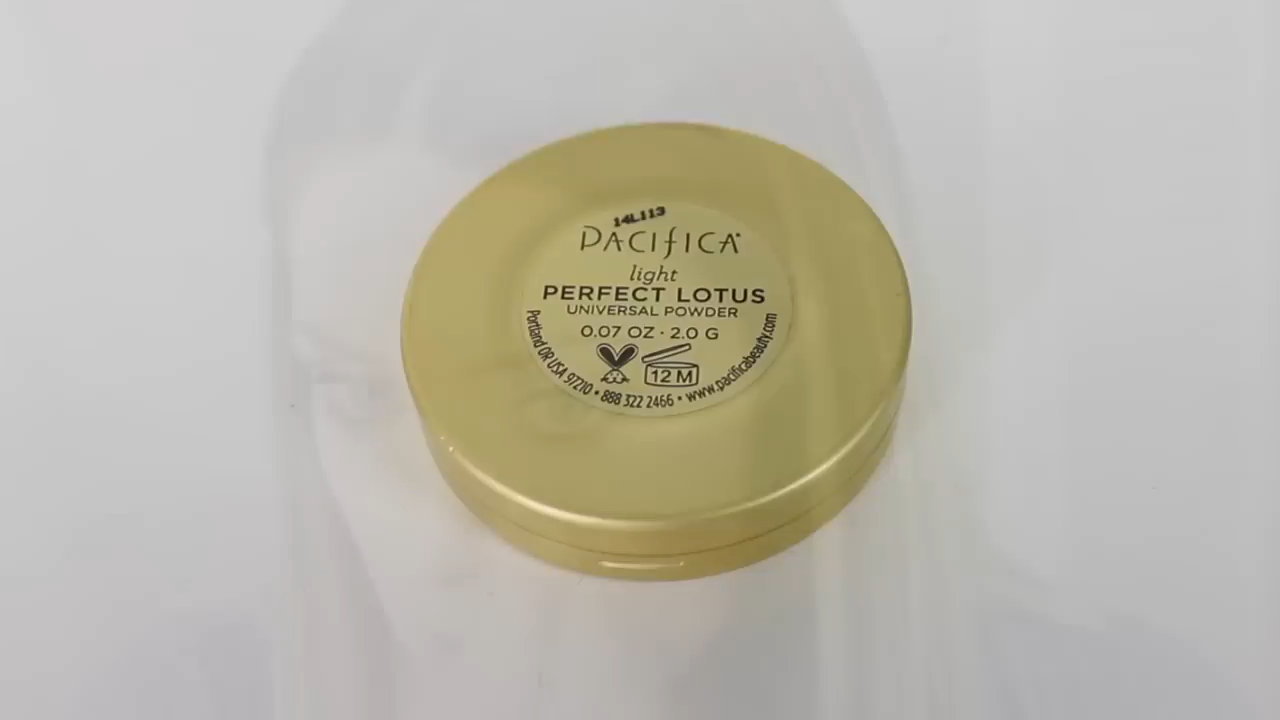 14L113
PACIFICA
light
PERFECT LOTUS
UNIVERSAL POWDER
0.07 OZ · 2.0 G
12 M
Portland OR USA 97210 • 888 322 2466 • www.pacificabeauty.com